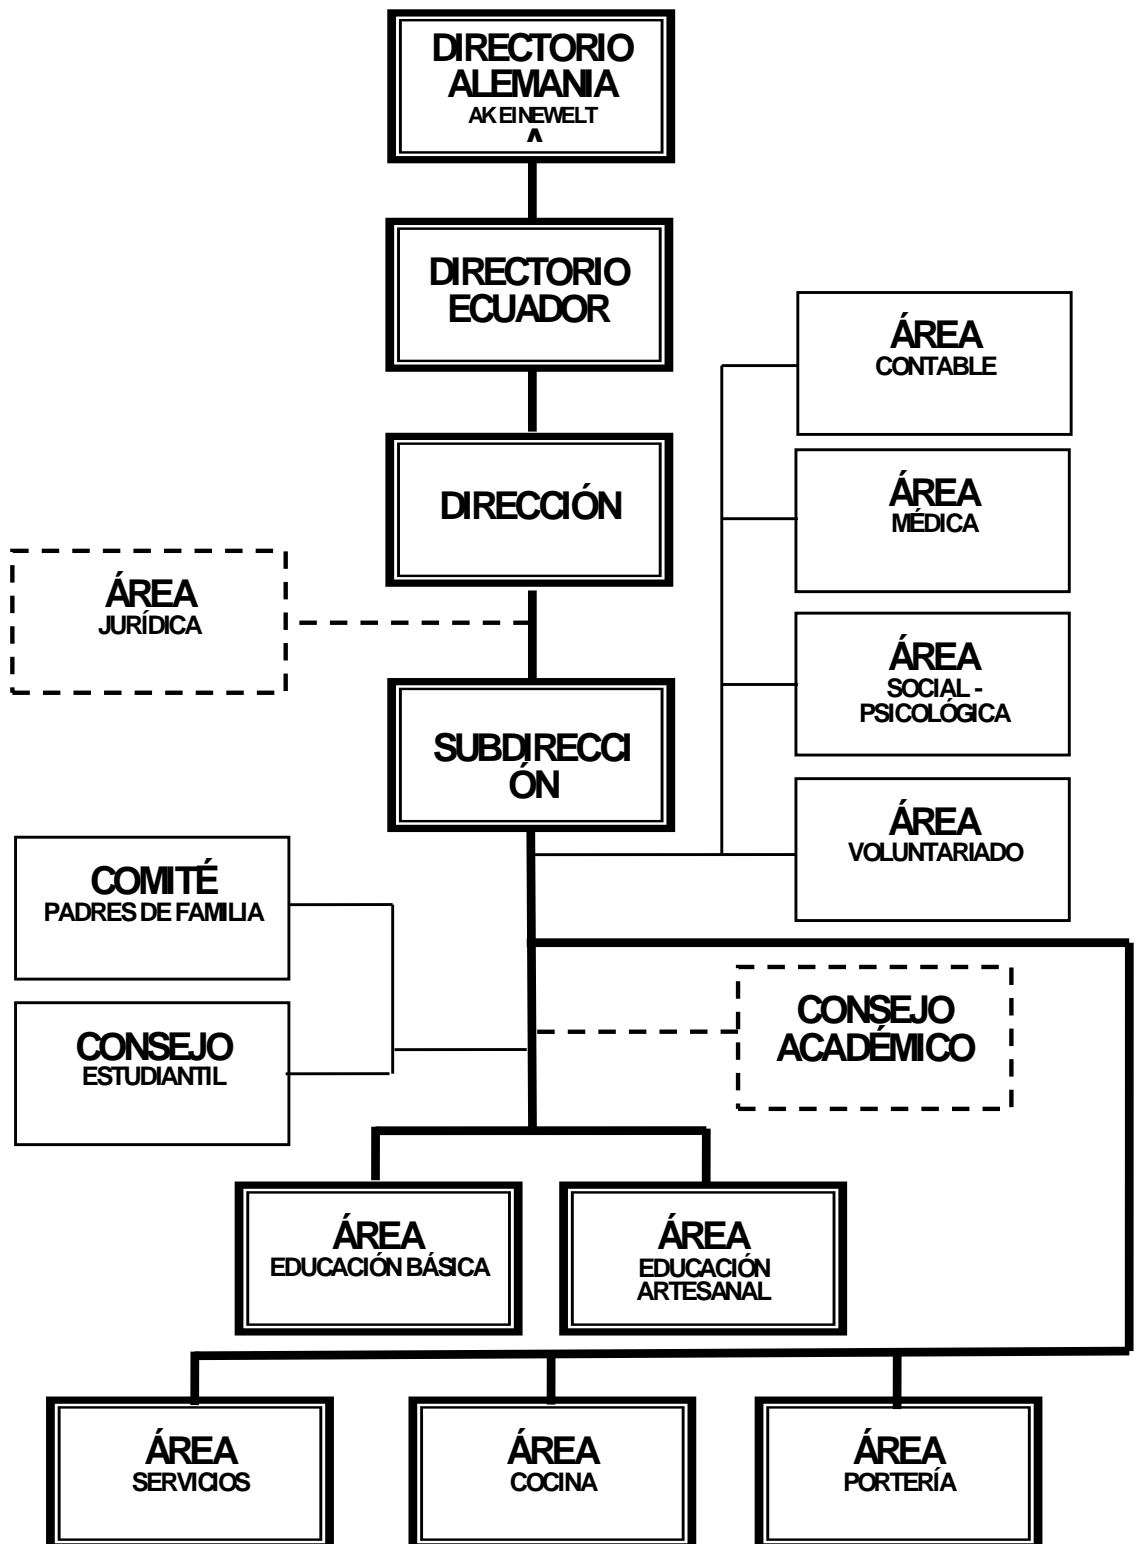 DIRECTORIO
ALEMANIA
AK EINEWELT
DIRECTORIO
ECUADOR
ÁREA
CONTABLE
DIRECCIÓN
ÁREA
MÉDICA
ÁREA
JURÍDICA
ÁREA
SOCIAL -
PSICOLÓGICA
SUBDIRECCI
ÓN
ÁREA
VOLUNTARIADO
COMITÉ
PADRES DE FAMILIA
CONSEJO
ACADÉMICO
CONSEJO
ESTUDIANTIL
ÁREA
EDUCACIÓN BÁSICA
ÁREA
EDUCACIÓN
ARTESANAL
ÁREA
SERVICIOS
ÁREA
COCINA
ÁREA
PORTERÍA